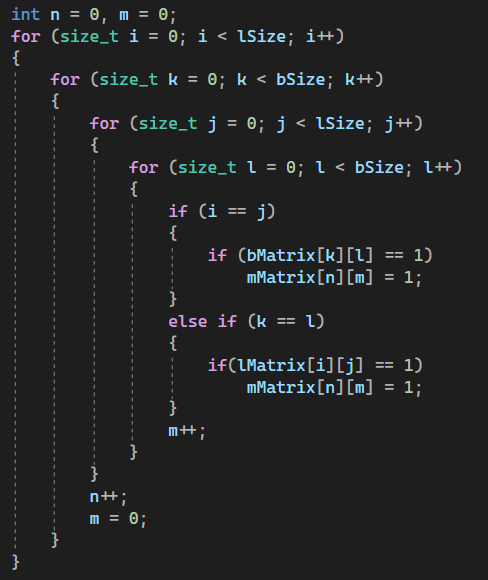 int n = 0, m = 0;
for (size_t i = 0; i < lSize; i++)
{
    for (size_t k = 0; k < bSize; k++)
    {
        for (size_t j = 0; j < lSize; j++)
        {
            for (size_t l = 0; l < bSize; l++)
            {
                if (i == j)
                {
                    if (bMatrix[k][l] == 1)
                        mMatrix[n][m] = 1;
                }
                else if (k == l)
                {
                    if(lMatrix[i][j] == 1)
                        mMatrix[n][m] = 1;
                }
                m++;
            }
        }
        n++;
        m = 0;
    }
}